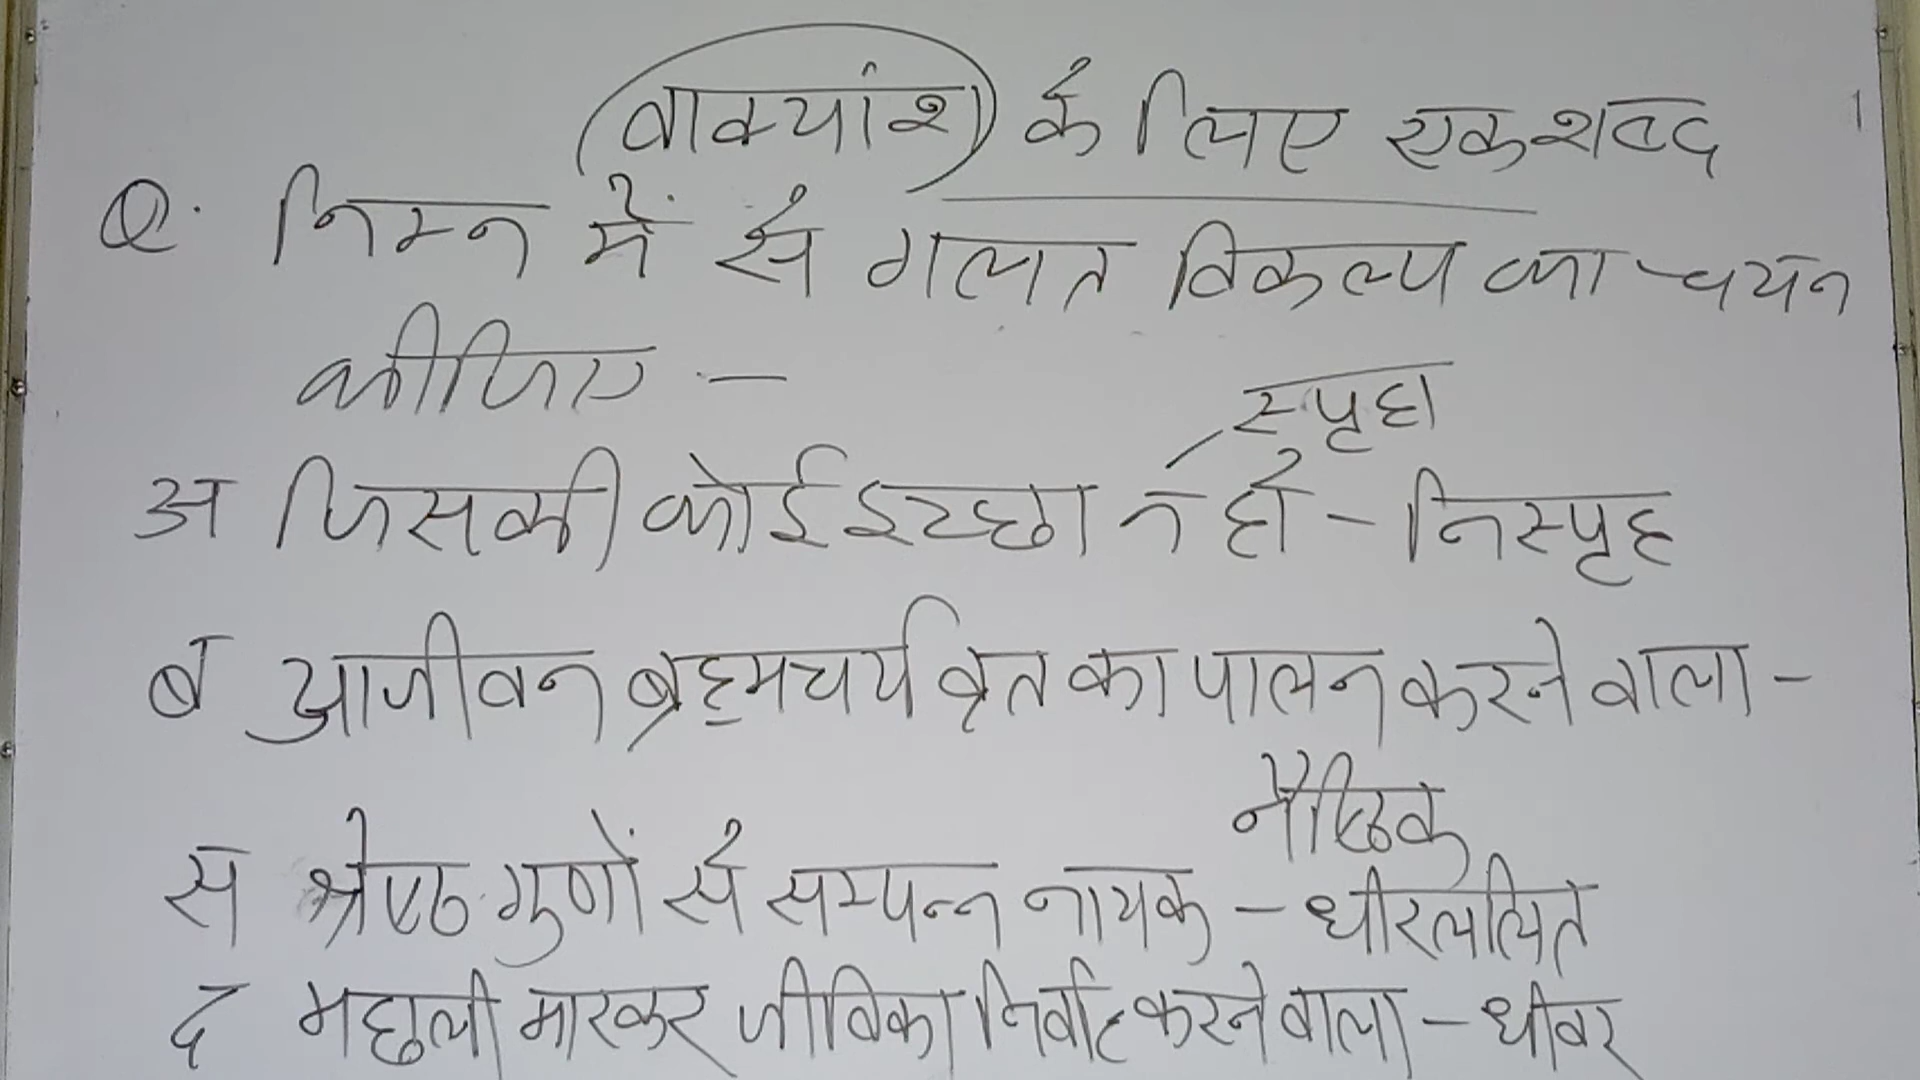 वाक्यांश के लिए एक शब्द
Q. निम्न में से गलत विकल्प का चयन
कीजिए –
स्पृहा
अ जिसकी कोई इच्छा न हो – निस्पृह
ब आजीवन ब्रह्मचर्य वृत का पालन करने वाला –
नैष्ठिक
स श्रेष्ठ गुणों से सम्पन्न नायक – धीरललित
द मछली मारकर जीविका निर्वाह करने वाला – धीवर